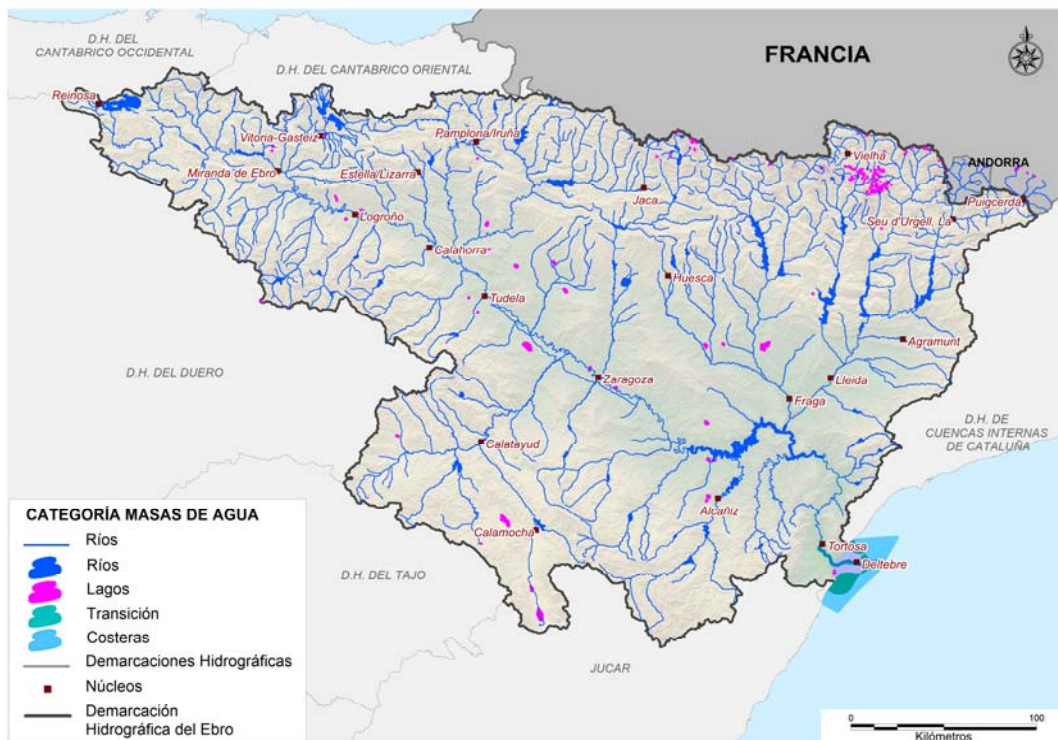 D.H. DEL
CANTABRICO OCCIDENTAL
D.H. DEL CANTABRICO ORIENTAL
FRANCIA
Reinosa
Vitoria-Gasteiz
Pamplona/Iruña
Vielha
ANDORRA
Miranda de Ebro
Estella/Lizarra
Jaca
Puigcerdá
Seu d'Urgell, La
Logroño
Calahorra
Huesca
Tudela
Agramunt
D.H. DEL DUERO
Zaragoza
Lleida
Fraga
D.H. DE
CUENCAS INTERNAS
DE CATALUÑA
Calatayud
Alcañiz
Calamocha
Tortosa
Deltebre
D.H. DEL TAJO
JUCAR
CATEGORÍA MASAS DE AGUA
Ríos
Ríos
Lagos
Transición
Costeras
Demarcaciones Hidrográficas
Núcleos
Demarcación
Hidrográfica del Ebro
0 100
Kilómetros